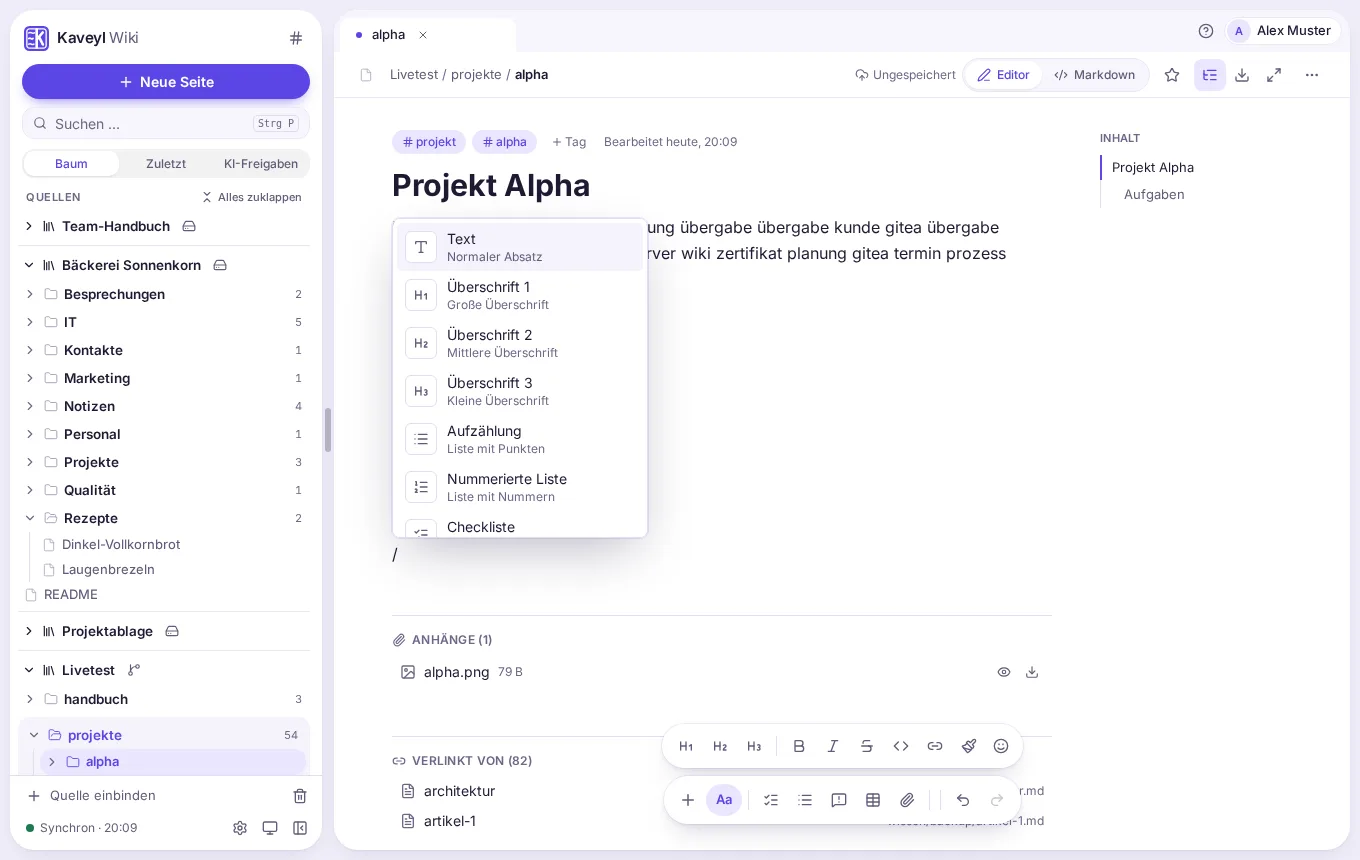 Kaveyl Wiki
Neue Seite
Suchen ...
Strg P
Baum
Zuletzt
KI-Freigaben
QUELLEN
Alles zuklappen
Team-Handbuch
Bäckerei Sonnenkorn
Besprechungen 2
IT 5
Kontakte 1
Marketing 1
Notizen 4
Personal 1
Projekte 3
Qualität 1
Rezepte 2
Dinkel-Vollkornbrot
Laugenbrezeln
README
Projektablage
Livetest
handbuch 3
projekte 54
alpha
Quelle einbinden
Synchron · 20:09
alpha
A
Alex Muster
Livetest / projekte / alpha
Ungespeichert
Editor
Markdown
# projekt
# alpha
+ Tag
Bearbeitet heute, 20:09
Projekt Alpha
übergabe übergabe kunde gitea übergabe
wiki zertifikat planung gitea termin prozess
T Text
Normaler Absatz
H1 Überschrift 1
Große Überschrift
H2 Überschrift 2
Mittlere Überschrift
H3 Überschrift 3
Kleine Überschrift
Aufzählung
Liste mit Punkten
Nummerierte Liste
Liste mit Nummern
Checkliste
/
ANHÄNGE (1)
alpha.png 79 B
VERLINKT VON (82)
architektur
artikel-1
H1 H2 H3 B I S
Aa
INHALT
Projekt Alpha
Aufgaben